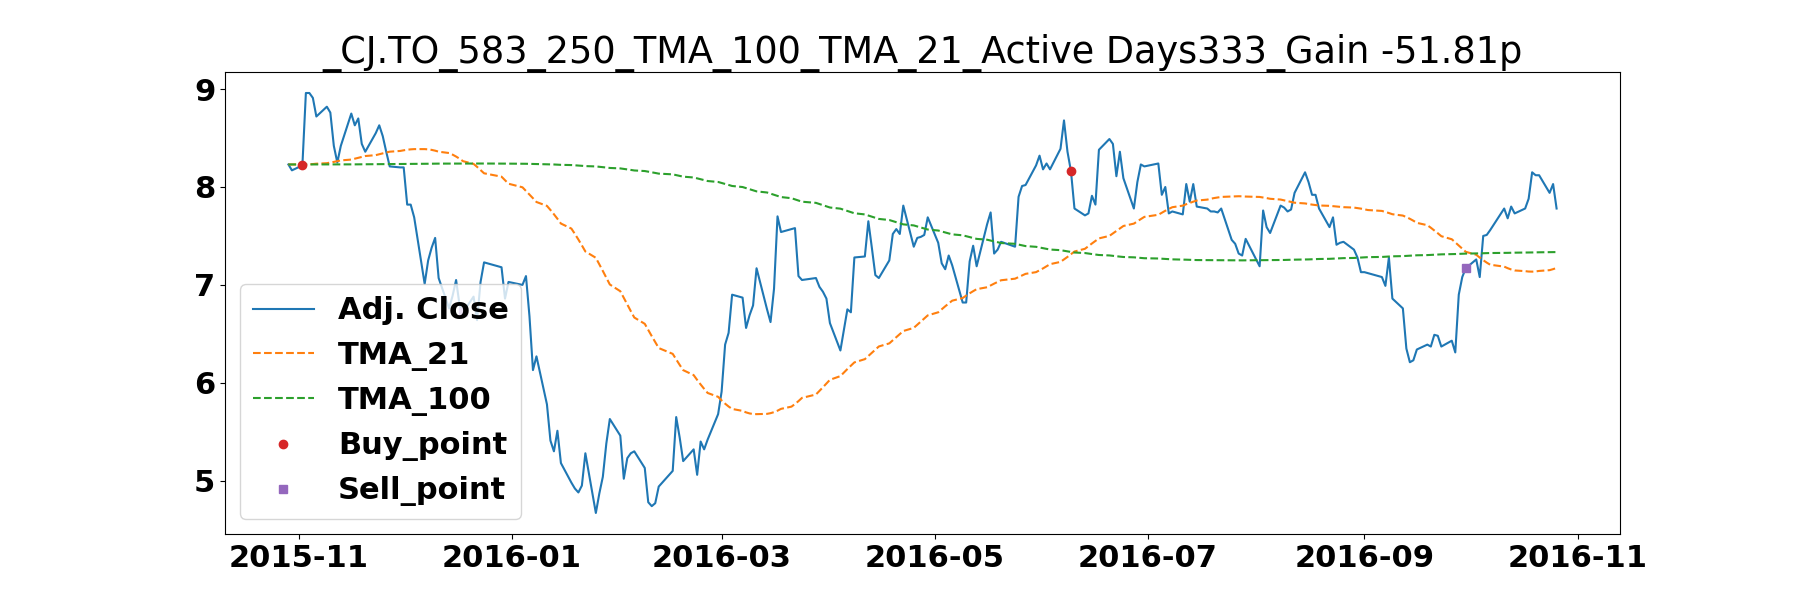 _CJ.TO_583_250_TMA_100_TMA_21_Active Days333_Gain -51.81p
9
8
7
6
5
Adj. Close
TMA_21
TMA_100
Buy_point
Sell_point
2015-11 2016-01 2016-03 2016-05 2016-07 2016-09 2016-11